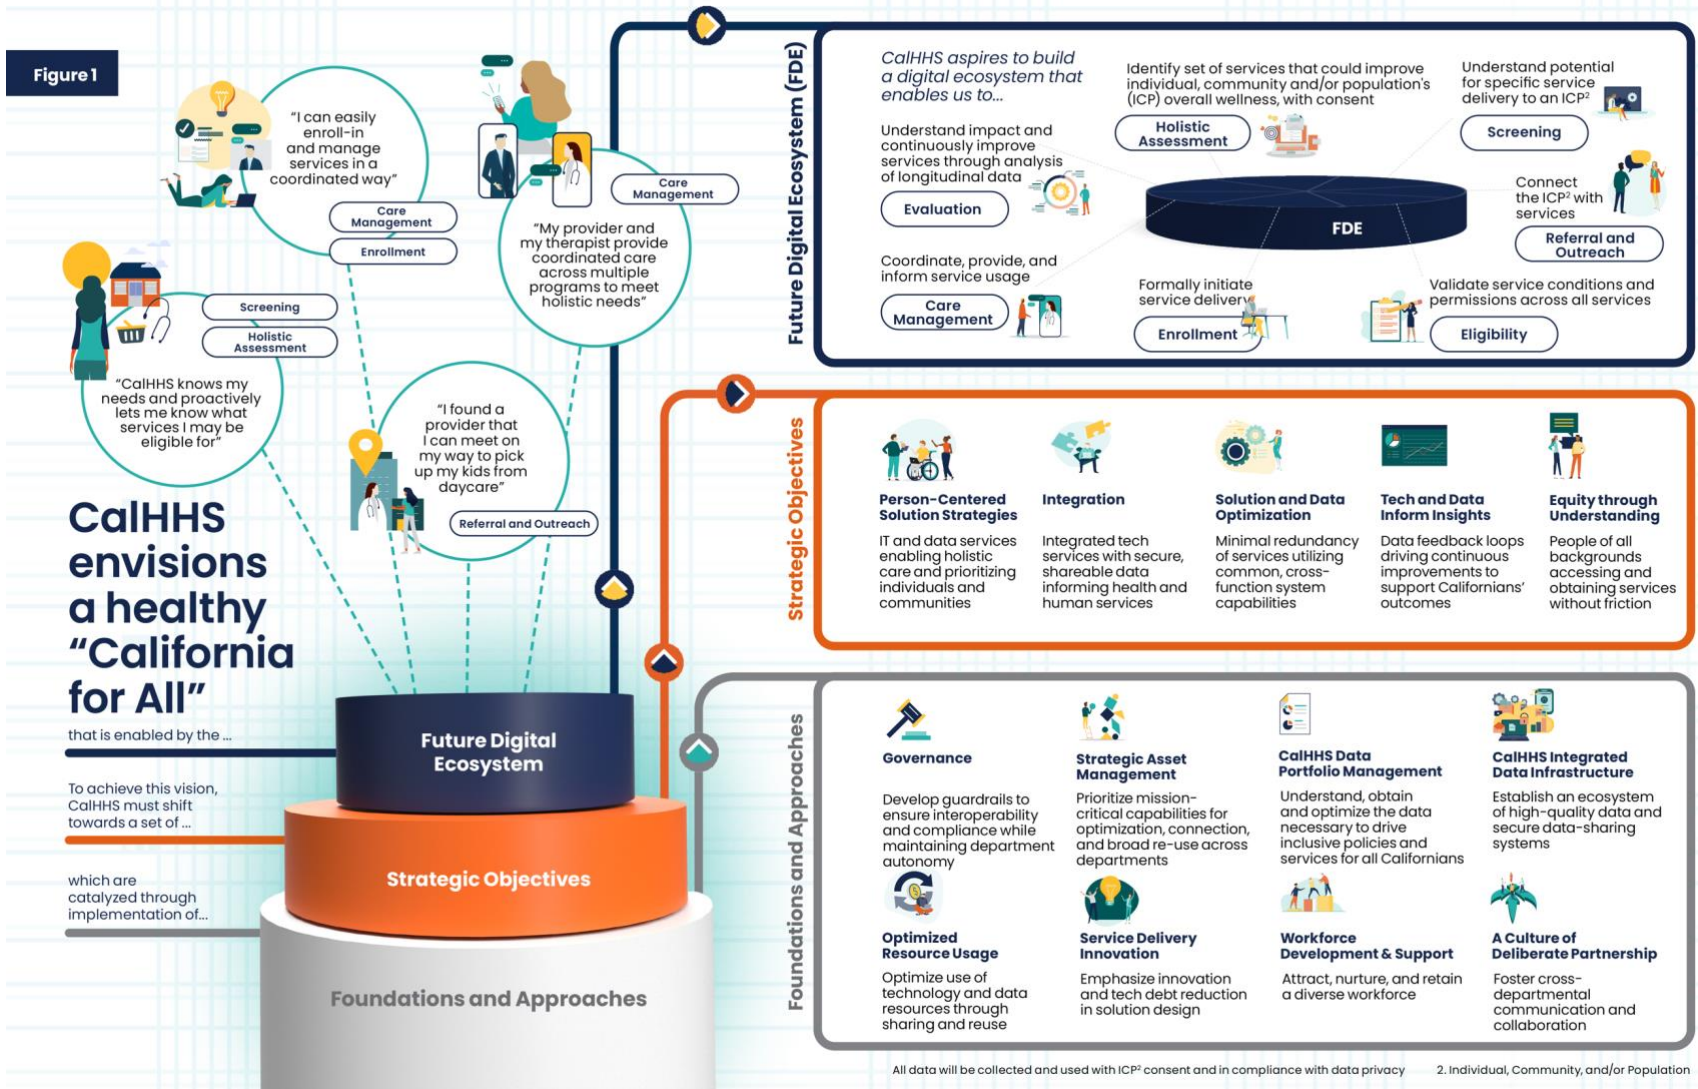 Figure 1
"I can easily
enroll-in
and manage
services in a
coordinated way"
Care
Management
Enrollment
Care
Management
"My provider and
my therapist provide
coordinated care
across multiple
programs to meet
holistic needs"
Screening
Holistic
Assessment
"CalHHS knows my
needs and proactively
lets me know what
services I may be
eligible for"
"I found a
provider that
I can meet on
my way to pick
up my kids from
daycare"
Referral and Outreach
CalHHS
envisions
a healthy
"California
for All"
that is enabled by the ...
To achieve this vision,
CalHHS must shift
towards a set of ...
which are
catalyzed through
implementation of...
Future Digital
Ecosystem
Strategic Objectives
Foundations and Approaches
Future Digital Ecosystem (FDE)
CalHHS aspires to build
a digital ecosystem that
enables us to...
Understand impact and
continuously improve
services through analysis
of longitudinal data
Evaluation
Coordinate, provide, and
inform service usage
Care
Management
Identify set of services that could improve
individual, community and/or population's
(ICP) overall wellness, with consent
Holistic
Assessment
Understand potential
for specific service
delivery to an ICP²
Screening
Connect
the ICP² with
services
Referral and
Outreach
FDE
Formally initiate
service delivery
Enrollment
Validate service conditions and
permissions across all services
Eligibility
Strategic Objectives
Person-Centered
Solution Strategies
IT and data services
enabling holistic
care and prioritizing
individuals and
communities
Integration
Integrated tech
services with secure,
shareable data
informing health and
human services
Solution and Data
Optimization
Minimal redundancy
of services utilizing
common, cross-
function system
capabilities
Tech and Data
Inform Insights
Data feedback loops
driving continuous
improvements to
support Californians'
outcomes
Equity through
Understanding
People of all
backgrounds
accessing and
obtaining services
without friction
Foundations and Approaches
Governance
Develop guardrails to
ensure interoperability
and compliance while
maintaining department
autonomy
Strategic Asset
Management
Prioritize mission-
critical capabilities for
optimization, connection,
and broad re-use across
departments
CalHHS Data
Portfolio Management
Understand, obtain
and optimize the data
necessary to drive
inclusive policies and
services for all Californians
CalHHS Integrated
Data Infrastructure
Establish an ecosystem
of high-quality data and
secure data-sharing
systems
Optimized
Resource Usage
Optimize use of
technology and data
resources through
sharing and reuse
Service Delivery
Innovation
Emphasize innovation
and tech debt reduction
in solution design
Workforce
Development & Support
Attract, nurture, and retain
a diverse workforce
A Culture of
Deliberate Partnership
Foster cross-
departmental
communication and
collaboration
All data will be collected and used with ICP² consent and in compliance with data privacy
2. Individual, Community, and/or Population